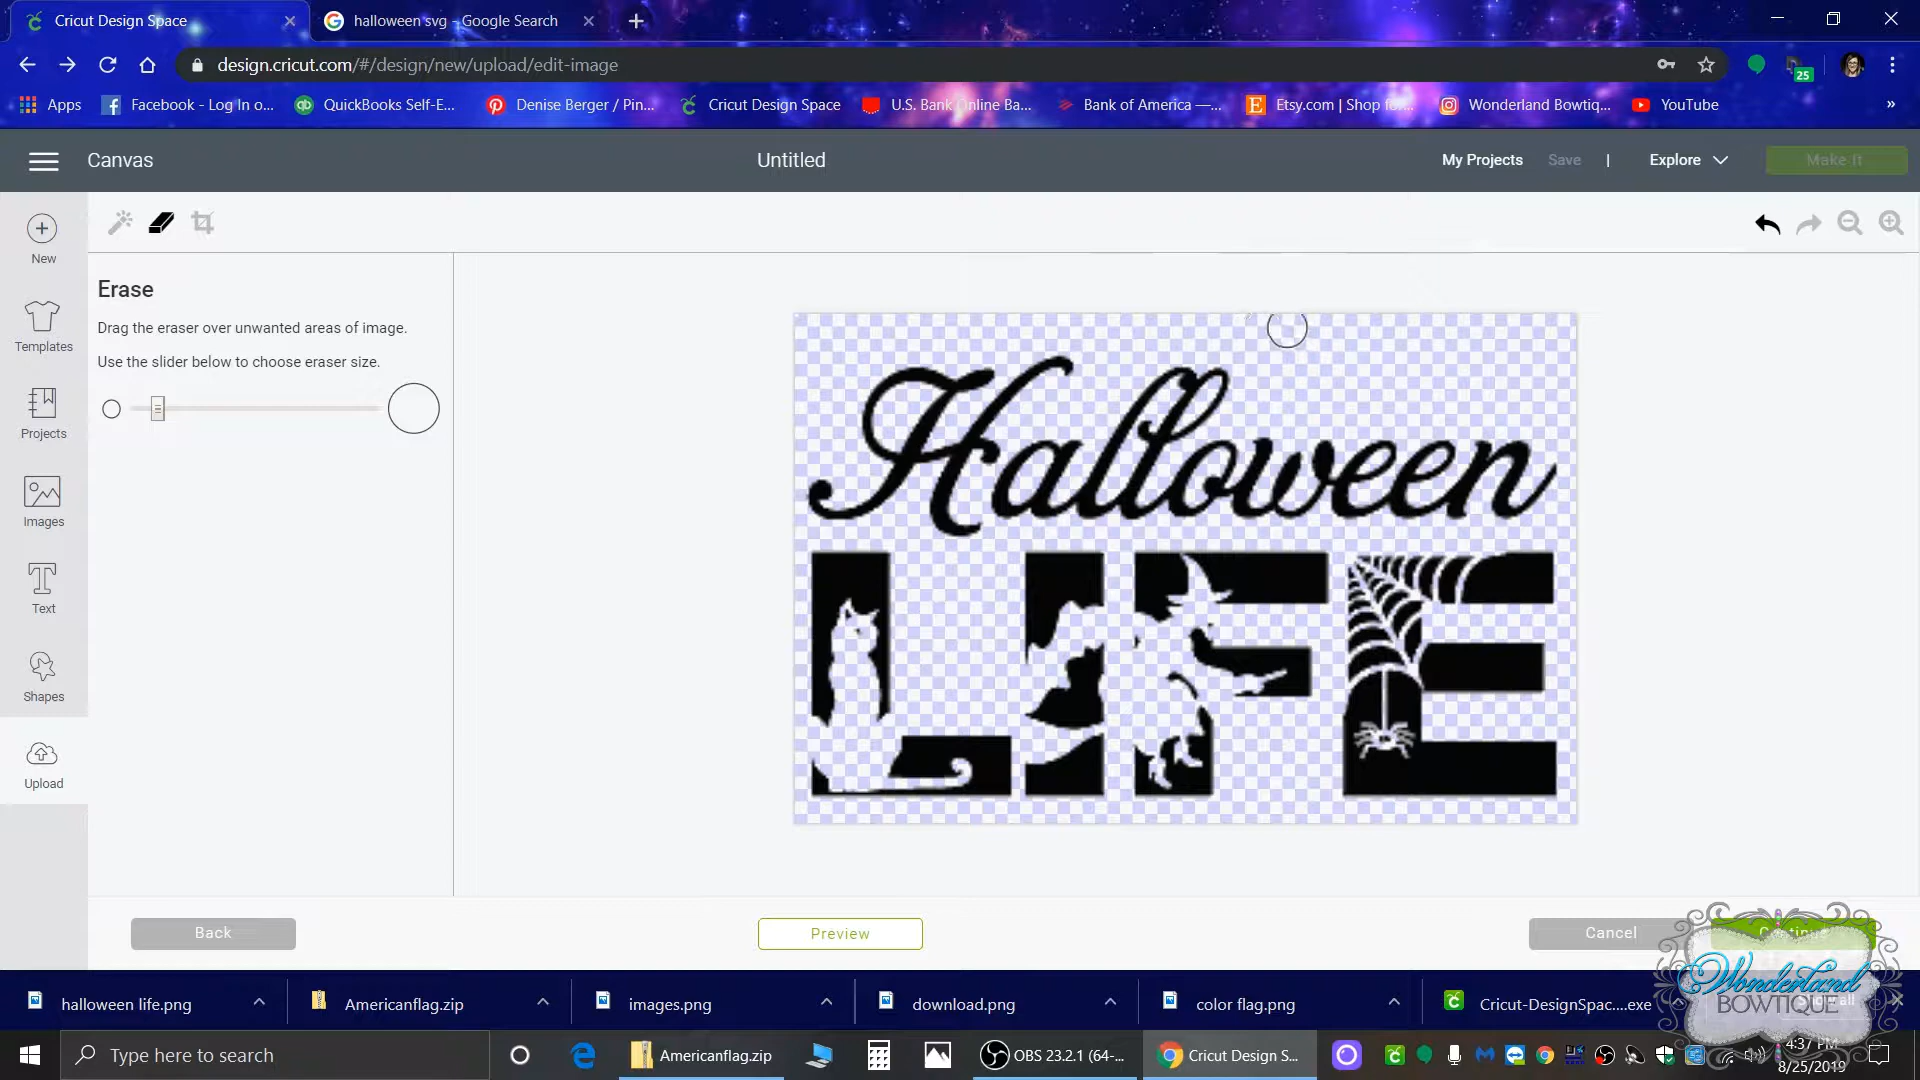 Cricut Design Space
halloween svg - Google Search
design.cricut.com/#/design/new/upload/edit-image
25
Apps
Facebook - Log In o...
QuickBooks Self-E...
Denise Berger / Pin...
Cricut Design Space
U.S. Bank Online Ba...
Bank of America —...
Etsy.com | Shop fo...
Wonderland Bowtiq...
YouTube
»
Canvas
Untitled
My Projects
Save
|
Explore
Make It
New
Templates
Projects
Images
Text
Shapes
Upload
Erase
Drag the eraser over unwanted areas of image.
Use the slider below to choose eraser size.
Halloween
LIFE
Back
Preview
Cancel
Continue
halloween life.png
Americanflag.zip
images.png
download.png
color flag.png
Cricut-DesignSpac....exe
Show all
Wonderland
BOWTIQUE
Type here to search
Americanflag.zip
OBS 23.2.1 (64-...
Cricut Design S...
4:37 PM
8/25/2019